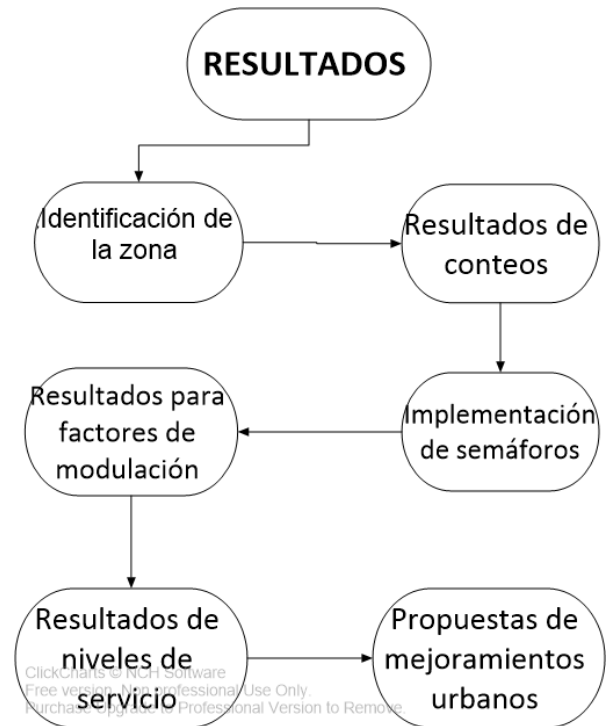 RESULTADOS
.Identificación de
la zona
Resultados de
conteos
Implementación
de semáforos
Resultados para
factores de
modulación
Resultados de
niveles de
servicio
Propuestas de
mejoramientos
urbanos
ClickCharts © NCH Software
Free version. Non professional Use Only.
Purchase Upgrade to Professional Version to Remove.